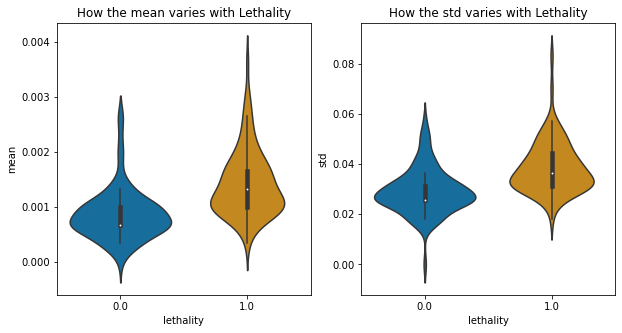 How the mean varies with Lethality
mean
0.004
0.003
0.002
0.001
0.000
0.0
1.0
lethality
How the std varies with Lethality
std
0.08
0.06
0.04
0.02
0.00
0.0
1.0
lethality